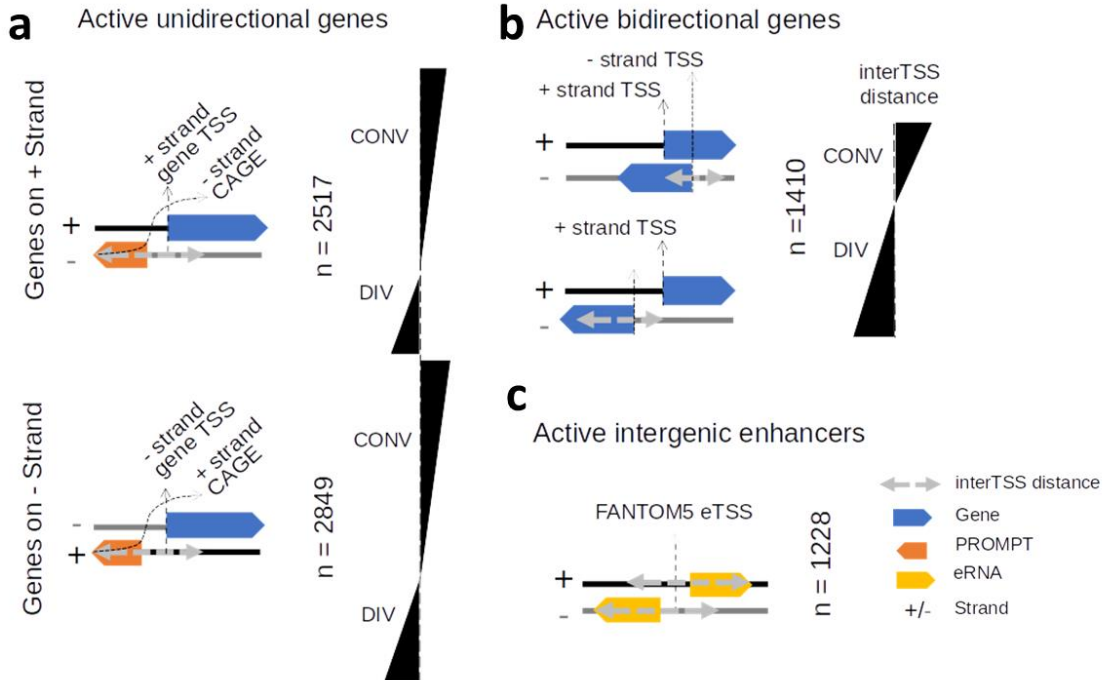 a
Active unidirectional genes
Genes on + Strand
+ strand
gene TSS
- strand
CAGE
+
-
n = 2517
CONV
DIV
Genes on - Strand
- strand
gene TSS
+ strand
CAGE
-
+
n = 2849
CONV
DIV
b
Active bidirectional genes
- strand TSS
+ strand TSS
+
-
+ strand TSS
+
-
n =1410
interTSS
distance
CONV
DIV
c
Active intergenic enhancers
FANTOM5 eTSS
+
-
n = 1228
interTSS distance
Gene
PROMPT
eRNA
+/- Strand